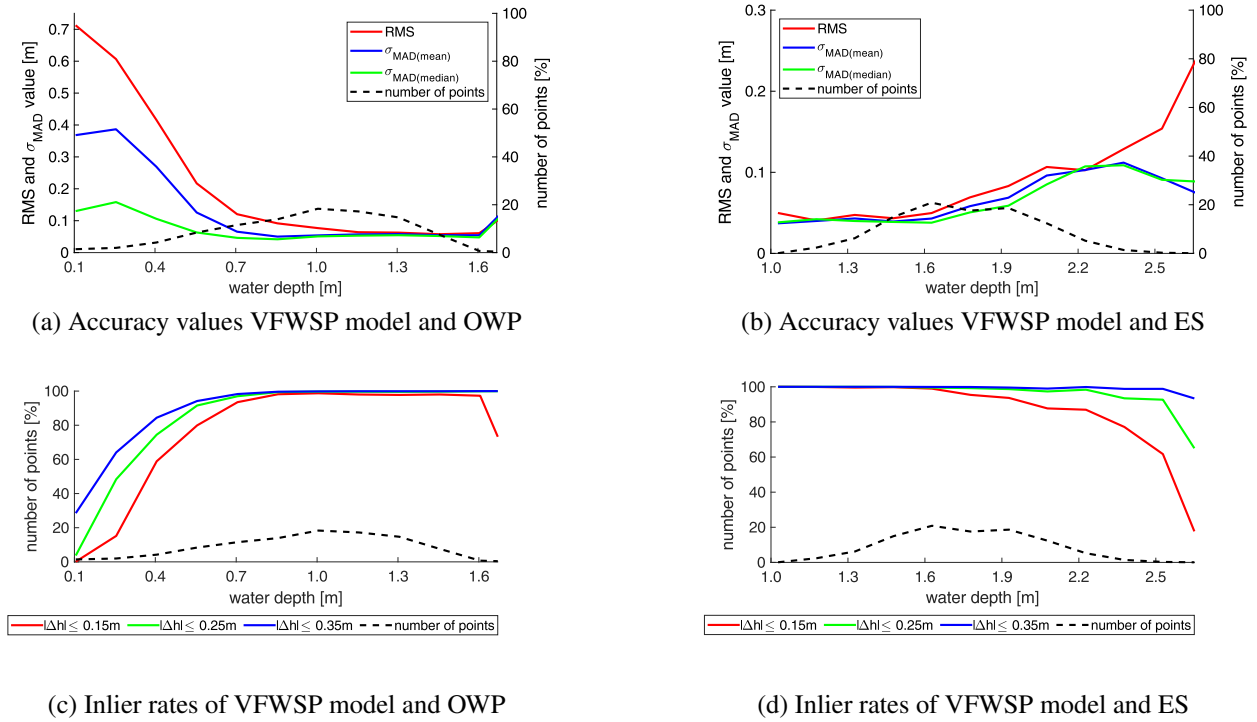 RMS and σMAD value [m]
0.7
0.6
0.5
0.4
0.3
0.2
0.1
0
100
80
60
40
20
0
number of points [%]
RMS
σMAD(mean)
σMAD(median)
number of points
0.1 0.4 0.7 1.0 1.3 1.6
water depth [m]
(a) Accuracy values VFWSP model and OWP
RMS and σMAD value [m]
0.3
0.2
0.1
0
100
80
60
40
20
0
number of points [%]
RMS
σMAD(mean)
σMAD(median)
number of points
1.0 1.3 1.6 1.9 2.2 2.5
water depth [m]
(b) Accuracy values VFWSP model and ES
number of points [%]
100
80
60
40
20
0
0.1 0.4 0.7 1.0 1.3 1.6
water depth [m]
|Δh| ≤ 0.15m |Δh| ≤ 0.25m |Δh| ≤ 0.35m number of points
(c) Inlier rates of VFWSP model and OWP
number of points [%]
100
80
60
40
20
0
1.0 1.3 1.6 1.9 2.2 2.5
water depth [m]
|Δh| ≤ 0.15m |Δh| ≤ 0.25m |Δh| ≤ 0.35m number of points
(d) Inlier rates of VFWSP model and ES